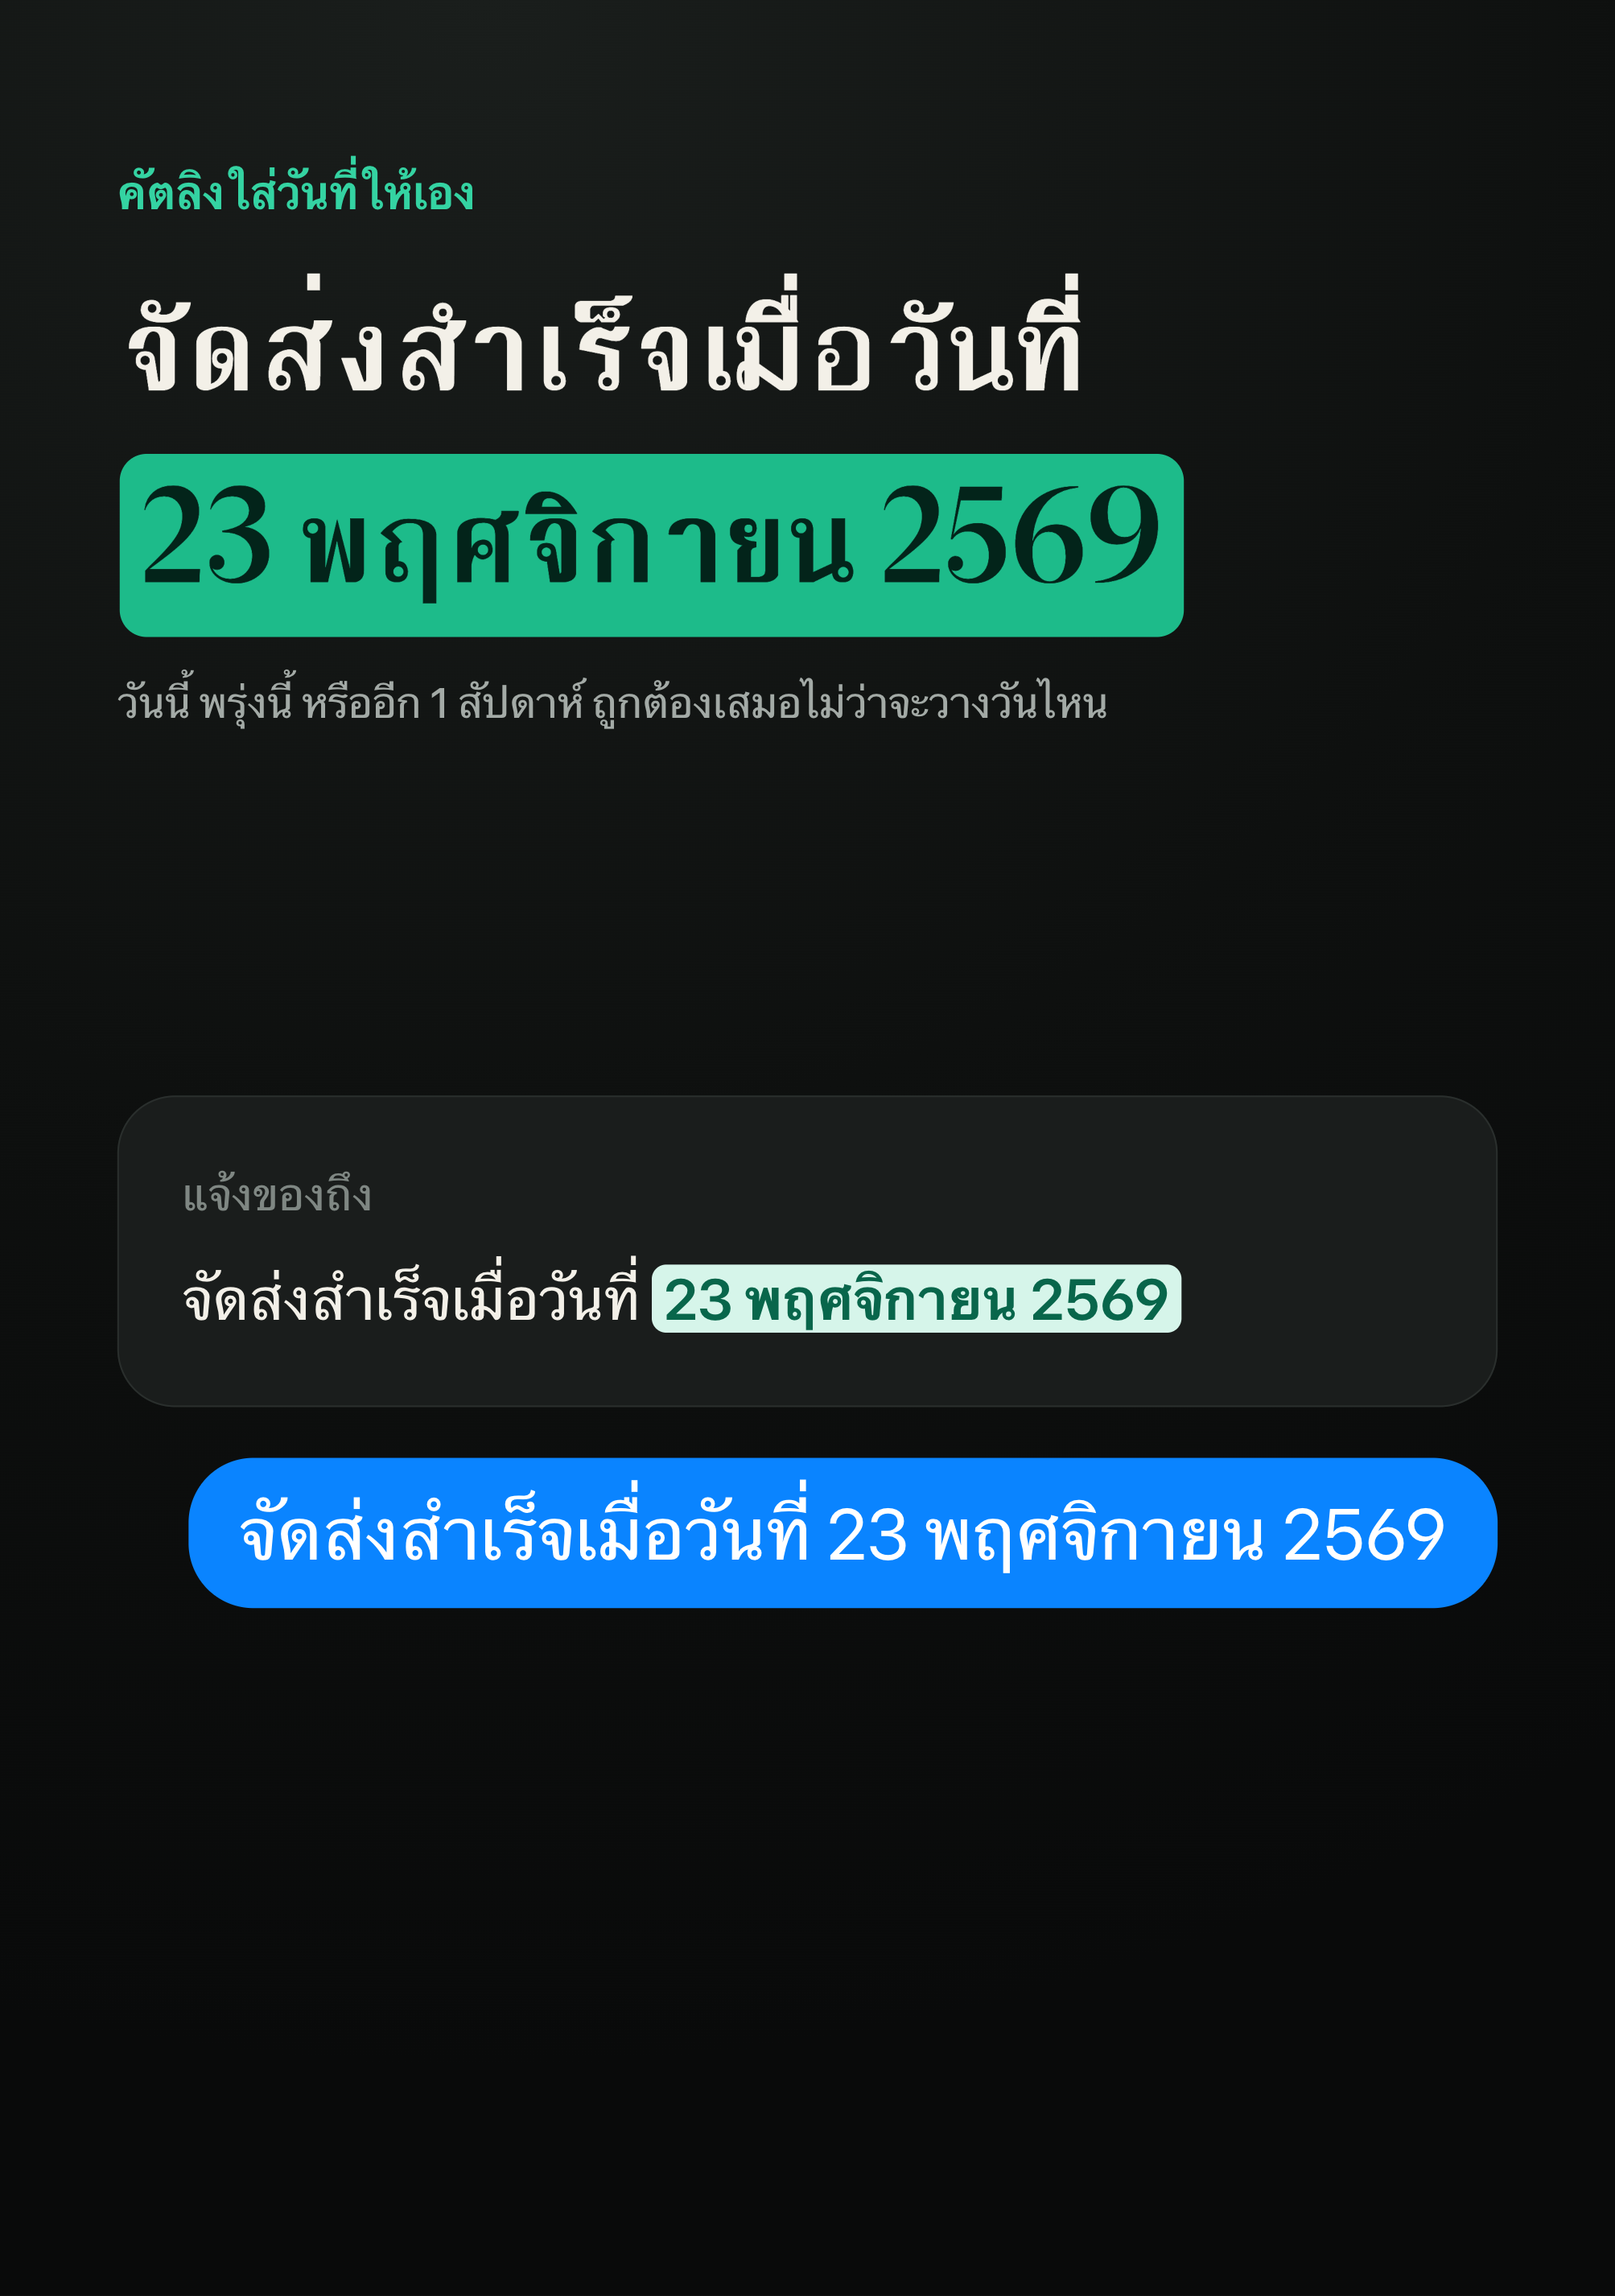 คัตลิงใส่วันที่ให้เอง
จัดส่งสำเร็จเมื่อวันที่
23 พฤศจิกายน 2569
วันนี้ พรุ่งนี้ หรืออีก 1 สัปดาห์ ถูกต้องเสมอไม่ว่าจะวางวันไหน
แจ้งของถึง
จัดส่งสำเร็จเมื่อวันที่ 23 พฤศจิกายน 2569
จัดส่งสำเร็จเมื่อวันที่ 23 พฤศจิกายน 2569